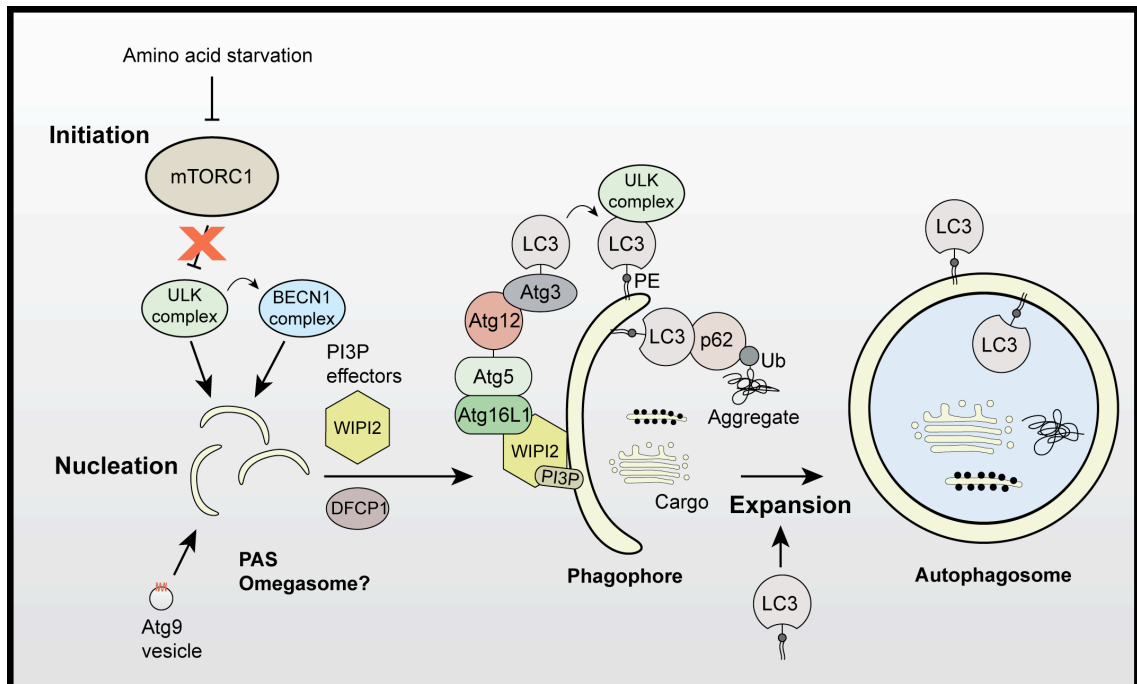 Amino acid starvation
Initiation
mTORC1
ULK
complex
BECN1
complex
PI3P
effectors
WIPI2
DFCP1
Nucleation
PAS
Omegasome?
Atg9
vesicle
LC3
Atg3
Atg12
Atg5
Atg16L1
WIPI2
PI3P
ULK
complex
LC3
PE
LC3
p62
Ub
Aggregate
Cargo
Phagophore
Expansion
LC3
LC3
LC3
Autophagosome